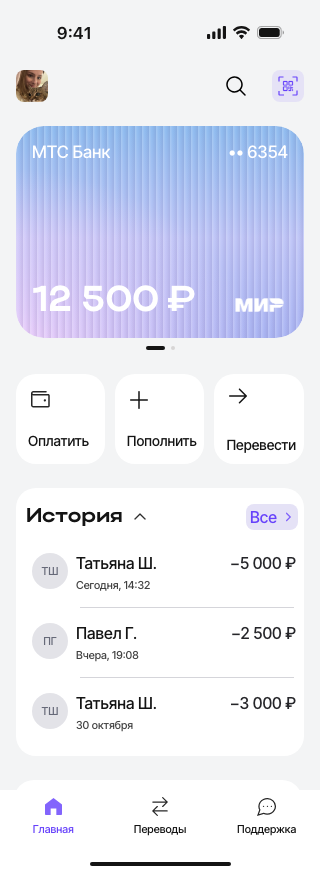 9:41
МТС Банк
•• 6354
12 500 ₽
МИР
Оплатить
Пополнить
Перевести
История
Все
ТШ
Татьяна Ш.
−5 000 ₽
Сегодня, 14:32
ПГ
Павел Г.
−2 500 ₽
Вчера, 19:08
ТШ
Татьяна Ш.
−3 000 ₽
30 октября
Главная
Переводы
Поддержка